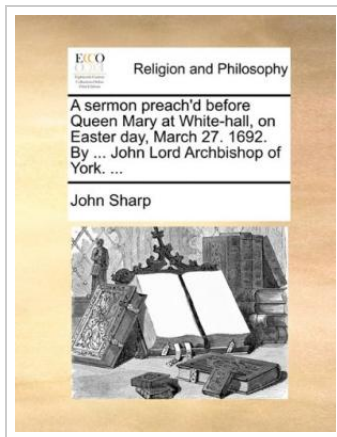 ECCO
Religion and Philosophy
A sermon preach'd before
Queen Mary at White-hall, on
Easter day, March 27. 1692.
By ... John Lord Archbishop of
York. ...
John Sharp